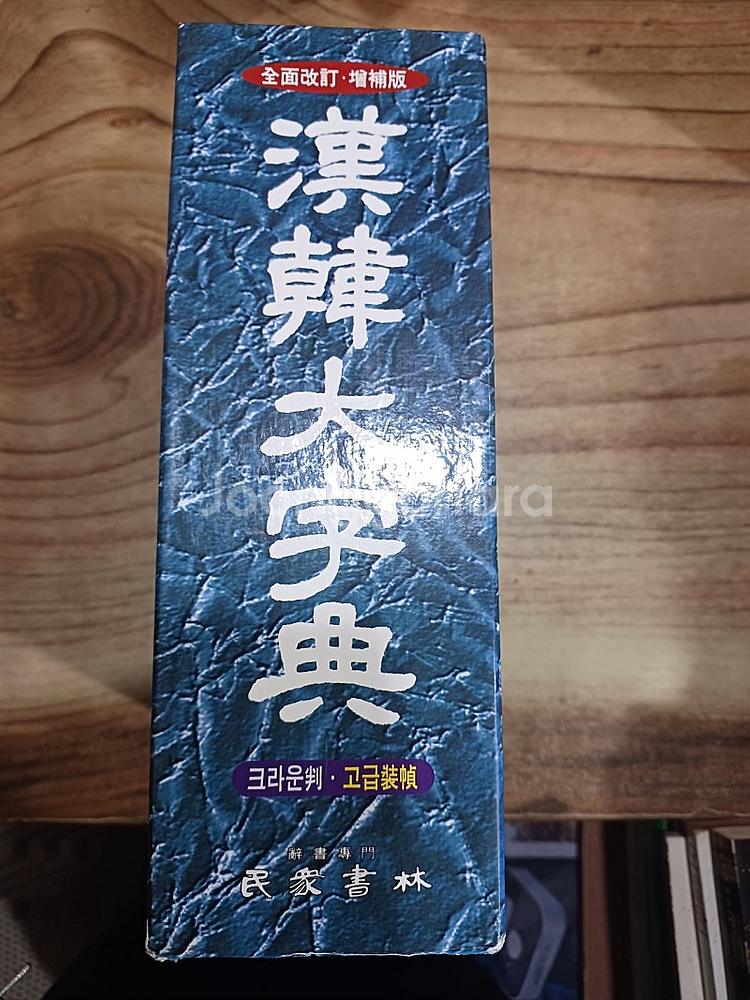 全面改訂·增補版
漢韓大字典
크라운判·고급裝幀
辭書專門
民衆書林